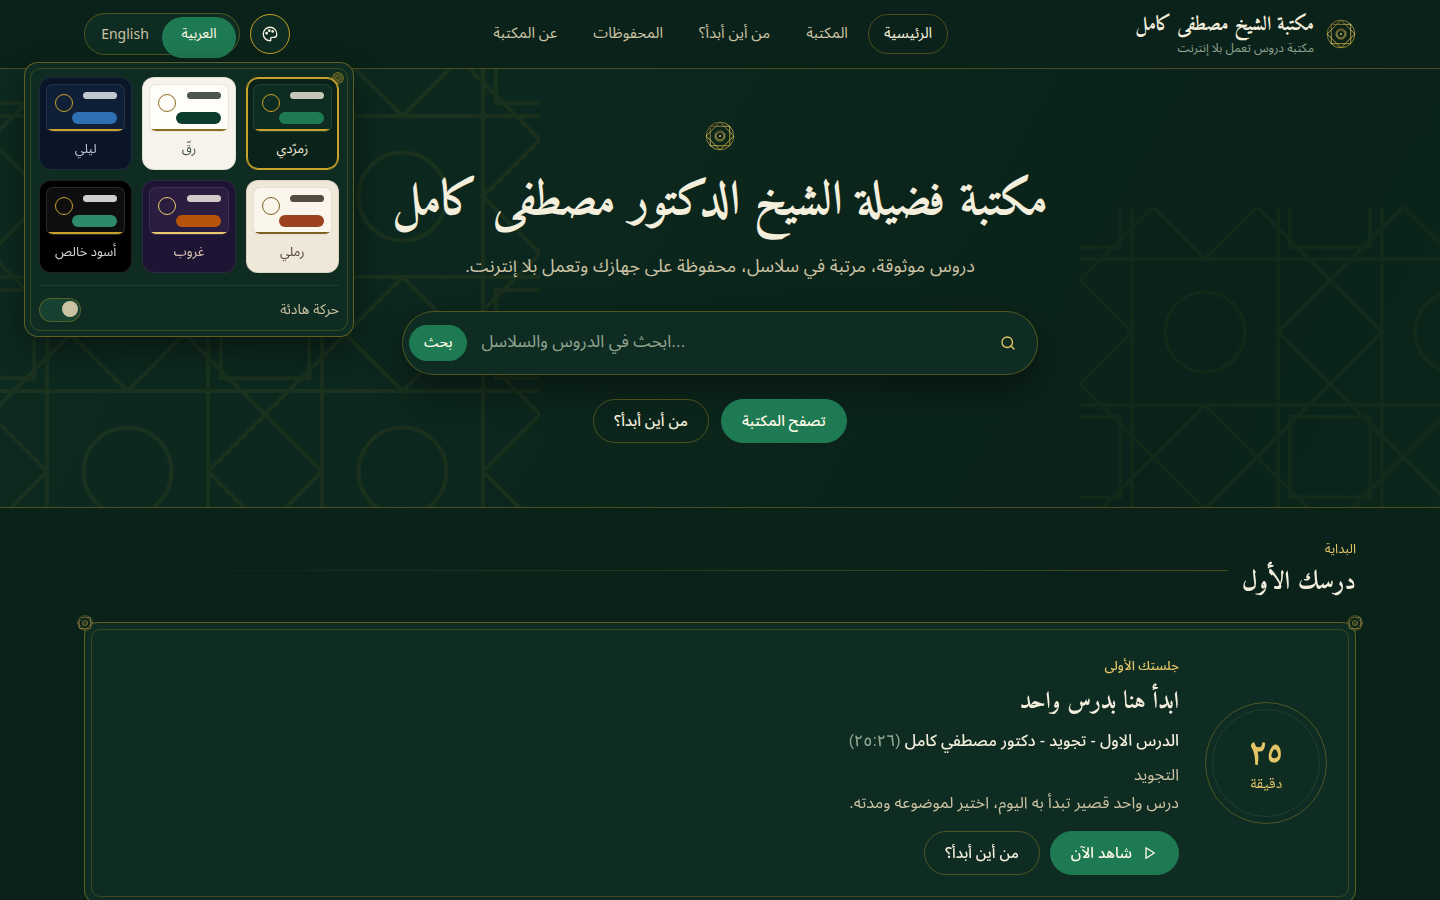 مكتبة الشيخ مصطفى كامل
مكتبة دروس تعمل بلا إنترنت
الرئيسية
المكتبة
من أين أبدأ؟
المحفوظات
عن المكتبة
العربية
English
زمرّدي
رقّ
ليلي
رملي
غروب
أسود خالص
حركة هادئة
مكتبة فضيلة الشيخ الدكتور مصطفى كامل
دروس موثوقة، مرتبة في سلاسل، محفوظة على جهازك وتعمل بلا إنترنت.
ابحث في الدروس والسلاسل...
بحث
تصفح المكتبة
من أين أبدأ؟
البداية
درسك الأول
جلستك الأولى
ابدأ هنا بدرس واحد
الدرس الاول - تجويد - دكتور مصطفي كامل (٢٥:٢٦)
التجويد
درس واحد قصير تبدأ به اليوم، اختير لموضوعه ومدته.
٢٥
دقيقة
شاهد الآن
من أين أبدأ؟